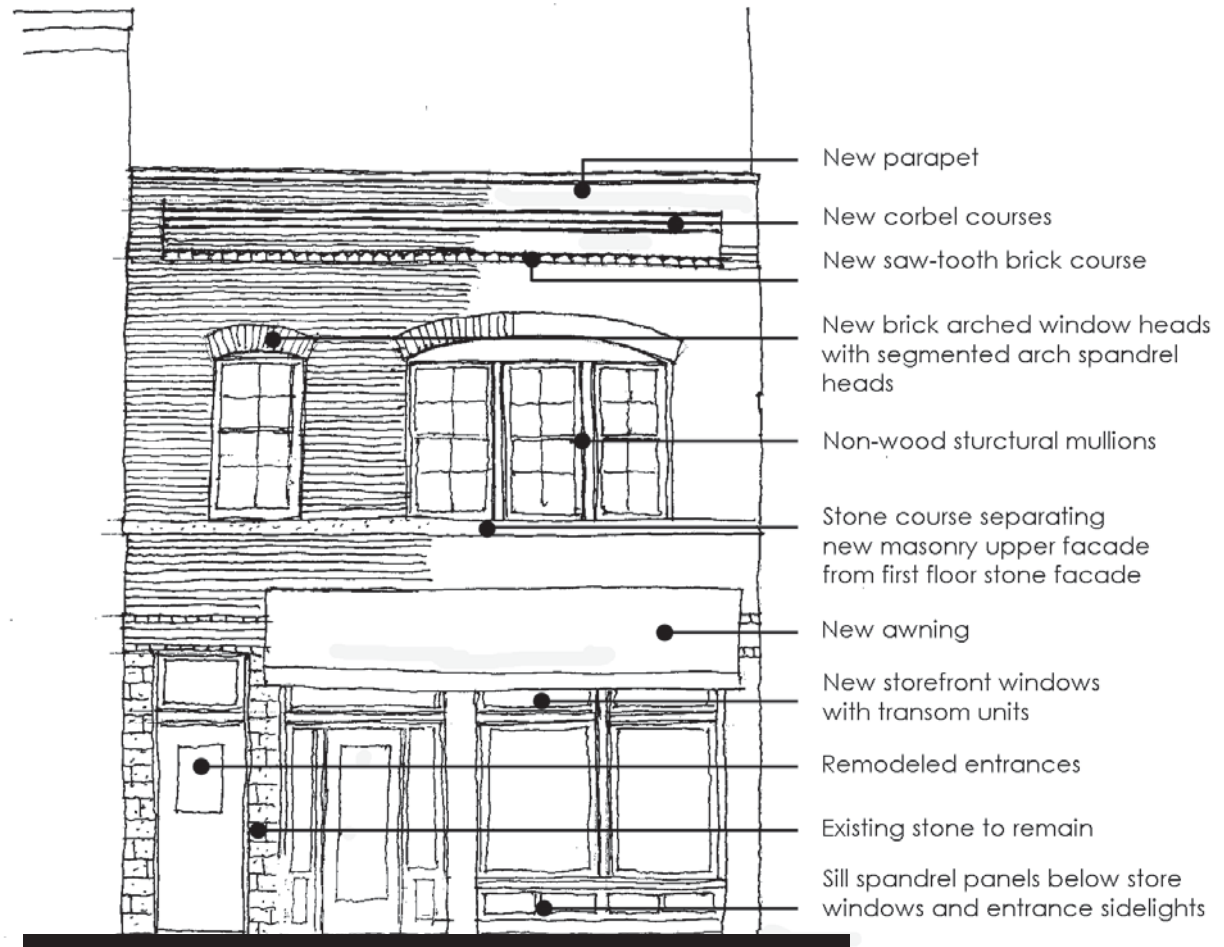 New parapet
New corbel courses
New saw-tooth brick course
New brick arched window heads
with segmented arch spandrel
heads
Non-wood sturctural mullions
Stone course separating
new masonry upper facade
from first floor stone facade
New awning
New storefront windows
with transom units
Remodeled entrances
Existing stone to remain
Sill spandrel panels below store
windows and entrance sidelights